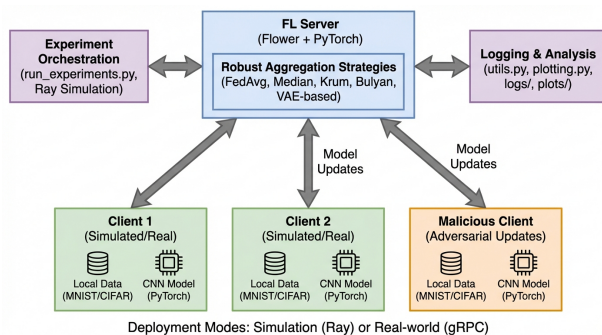 FL Server
(Flower + PyTorch)
Robust Aggregation Strategies
(FedAvg, Median, Krum, Bulyan,
VAE-based)
Experiment
Orchestration
(run_experiments.py,
Ray Simulation)
Logging & Analysis
(utils.py, plotting.py,
logs/, plots/)
Model
Updates
Model
Updates
Client 1
(Simulated/Real)
Local Data
(MNIST/CIFAR)
CNN Model
(PyTorch)
Client 2
(Simulated/Real)
Local Data
(MNIST/CIFAR)
CNN Model
(PyTorch)
Malicious Client
(Adversarial Updates)
Local Data
(MNIST/CIFAR)
CNN Model
(PyTorch)
Deployment Modes: Simulation (Ray) or Real-world (gRPC)